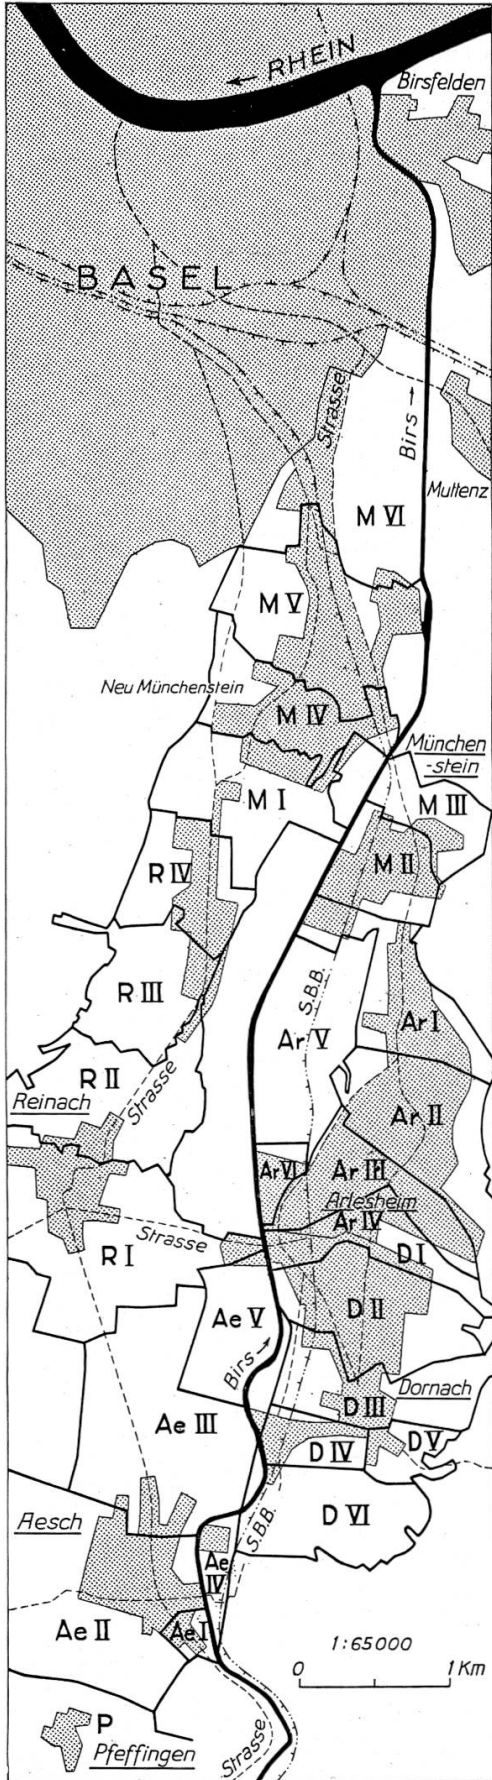 ← RHEIN
Birsfelden
BASEL
Strasse
Birs →
Muttenz
M VI
M V
Neu Münchenstein
M IV
München
-stein
M I
M III
R IV
M II
S.B.B.
R III
Ar I
Ar V
R II
Strasse
Reinach
Ar II
Ar VI
Ar III
Arlesheim
Ar IV
Strasse
R I
D I
Ae V
D II
Birs →
Dornach
D III
Ae III
D IV
D V
S.B.B.
D VI
Aesch
Ae
IV
Ae II
Ae I
1:65000
0 1 Km
P
Pfeffingen
Strasse